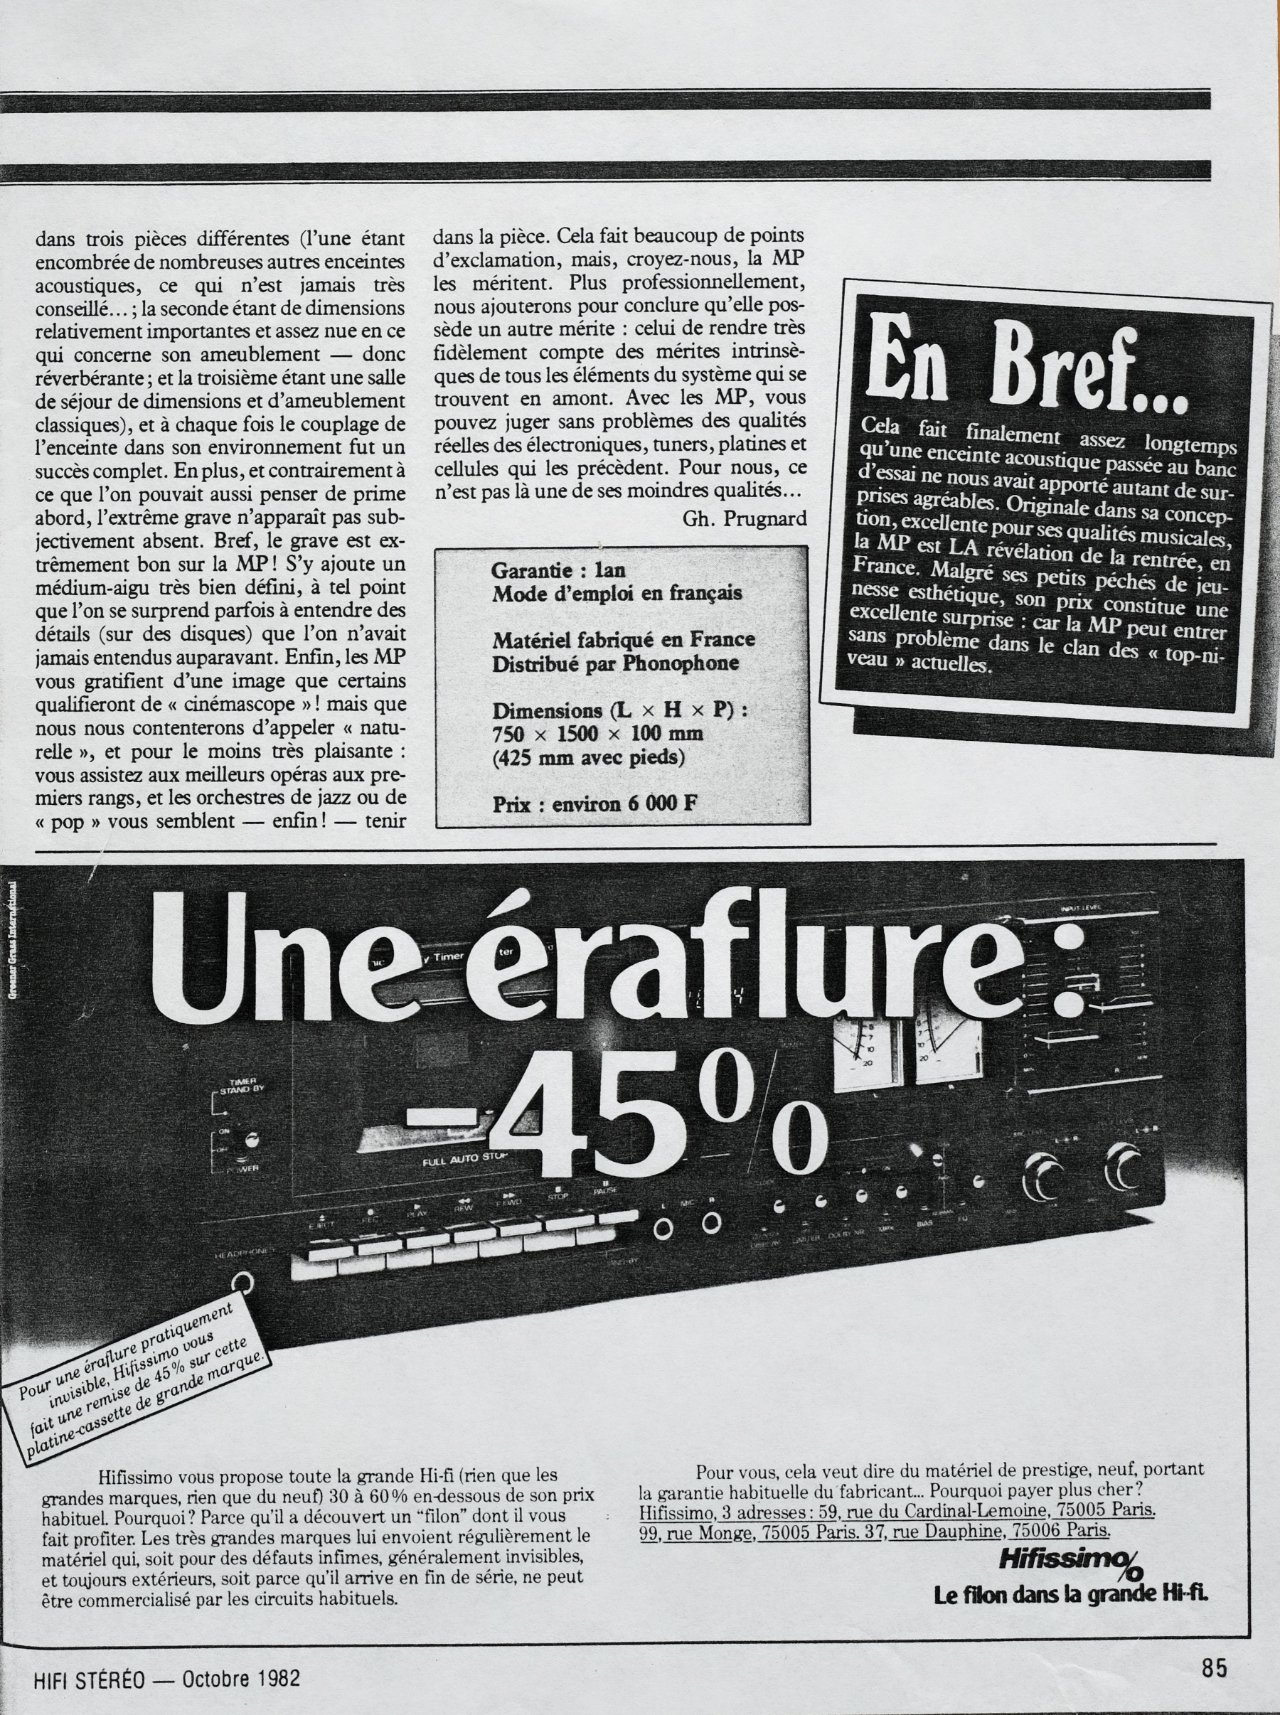 dans trois pièces différentes (l'une étant
encombrée de nombreuses autres enceintes
acoustiques, ce qui n'est jamais très
conseillé... ; la seconde étant de dimensions
relativement importantes et assez nue en ce
qui concerne son ameublement — donc
réverbérante ; et la troisième étant une salle
de séjour de dimensions et d'ameublement
classiques), et à chaque fois le couplage de
l'enceinte dans son environnement fut un
succès complet. En plus, et contrairement à
ce que l'on pouvait aussi penser de prime
abord, l'extrême grave n'apparaît pas sub-
jectivement absent. Bref, le grave est ex-
trêmement bon sur la MP ! S'y ajoute un
médium-aigu très bien défini, à tel point
que l'on se surprend parfois à entendre des
détails (sur des disques) que l'on n'avait
jamais entendus auparavant. Enfin, les MP
vous gratifient d'une image que certains
qualifieront de « cinémascope » ! mais que
nous nous contenterons d'appeler « natu-
relle », et pour le moins très plaisante :
vous assistez aux meilleurs opéras aux pre-
miers rangs, et les orchestres de jazz ou de
« pop » vous semblent — enfin ! — tenir
dans la pièce. Cela fait beaucoup de points
d'exclamation, mais, croyez-nous, la MP
les méritent. Plus professionnellement,
nous ajouterons pour conclure qu'elle pos-
sède un autre mérite : celui de rendre très
fidèlement compte des mérites intrinsè-
ques de tous les éléments du système qui se
trouvent en amont. Avec les MP, vous
pouvez juger sans problèmes des qualités
réelles des électroniques, tuners, platines et
cellules qui les précèdent. Pour nous, ce
n'est pas là une de ses moindres qualités...
Gh. Prugnard
Garantie : 1an
Mode d'emploi en français
Matériel fabriqué en France
Distribué par Phonophone
Dimensions (L × H × P) :
750 × 1500 × 100 mm
(425 mm avec pieds)
Prix : environ 6 000 F
En Bref...
Cela fait finalement assez longtemps
qu'une enceinte acoustique passée au banc
d'essai ne nous avait apporté autant de sur-
prises agréables. Originale dans sa concep-
tion, excellente pour ses qualités musicales,
la MP est LA révélation de la rentrée, en
France. Malgré ses petits péchés de jeu-
nesse esthétique, son prix constitue une
excellente surprise : car la MP peut entrer
sans problème dans le clan des « top-ni-
veau » actuelles.
Greener Grass International
Une éraflure :
-45%
Timer
INPUT LEVEL
TIMER
STAND BY
ON
OFF
POWER
FULL AUTO STOP
EJECT REC PLAY REW F.FWD STOP PAUSE
L MIC R
HEADPHONES
BIAS EQ
Pour une éraflure pratiquement
invisible, Hifissimo vous
fait une remise de 45% sur cette
platine-cassette de grande marque.
Hifissimo vous propose toute la grande Hi-fi (rien que les
grandes marques, rien que du neuf) 30 à 60% en-dessous de son prix
habituel. Pourquoi ? Parce qu'il a découvert un "filon" dont il vous
fait profiter. Les très grandes marques lui envoient régulièrement le
matériel qui, soit pour des défauts infimes, généralement invisibles,
et toujours extérieurs, soit parce qu'il arrive en fin de série, ne peut
être commercialisé par les circuits habituels.
Pour vous, cela veut dire du matériel de prestige, neuf, portant
la garantie habituelle du fabricant... Pourquoi payer plus cher ?
Hifissimo, 3 adresses : 59, rue du Cardinal-Lemoine, 75005 Paris.
99, rue Monge, 75005 Paris. 37, rue Dauphine, 75006 Paris.
Hifissimo%
Le filon dans la grande Hi-fi.
HIFI STÉRÉO — Octobre 1982
85